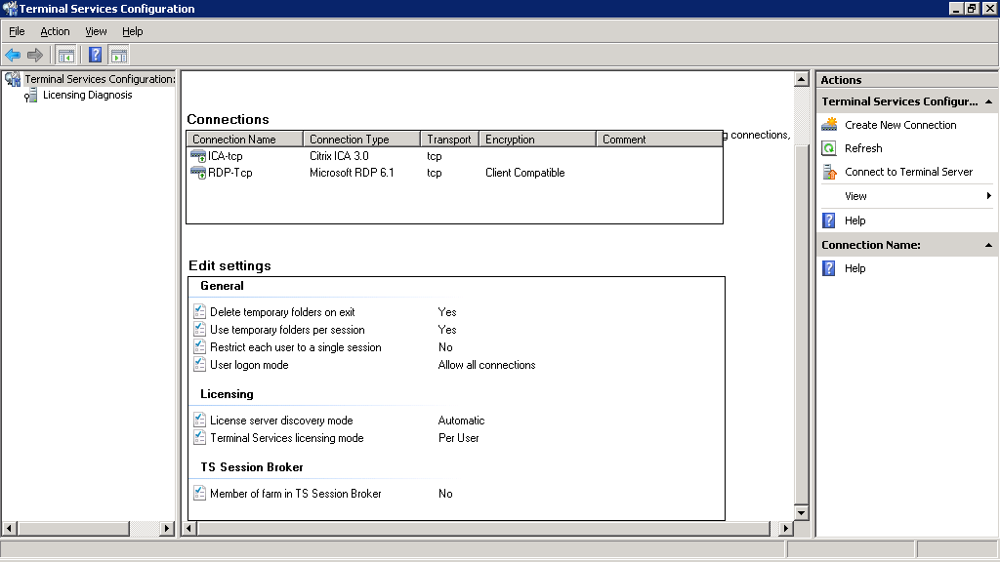 Terminal Services Configuration
File Action View Help
Terminal Services Configuration:
Licensing Diagnosis
Connections
g connections,
Connection Name Connection Type Transport Encryption Comment
ICA-tcp Citrix ICA 3.0 tcp
RDP-Tcp Microsoft RDP 6.1 tcp Client Compatible
Edit settings
General
Delete temporary folders on exit Yes
Use temporary folders per session Yes
Restrict each user to a single session No
User logon mode Allow all connections
Licensing
License server discovery mode Automatic
Terminal Services licensing mode Per User
TS Session Broker
Member of farm in TS Session Broker No
Actions
Terminal Services Configur...
Create New Connection
Refresh
Connect to Terminal Server
View
Help
Connection Name:
Help